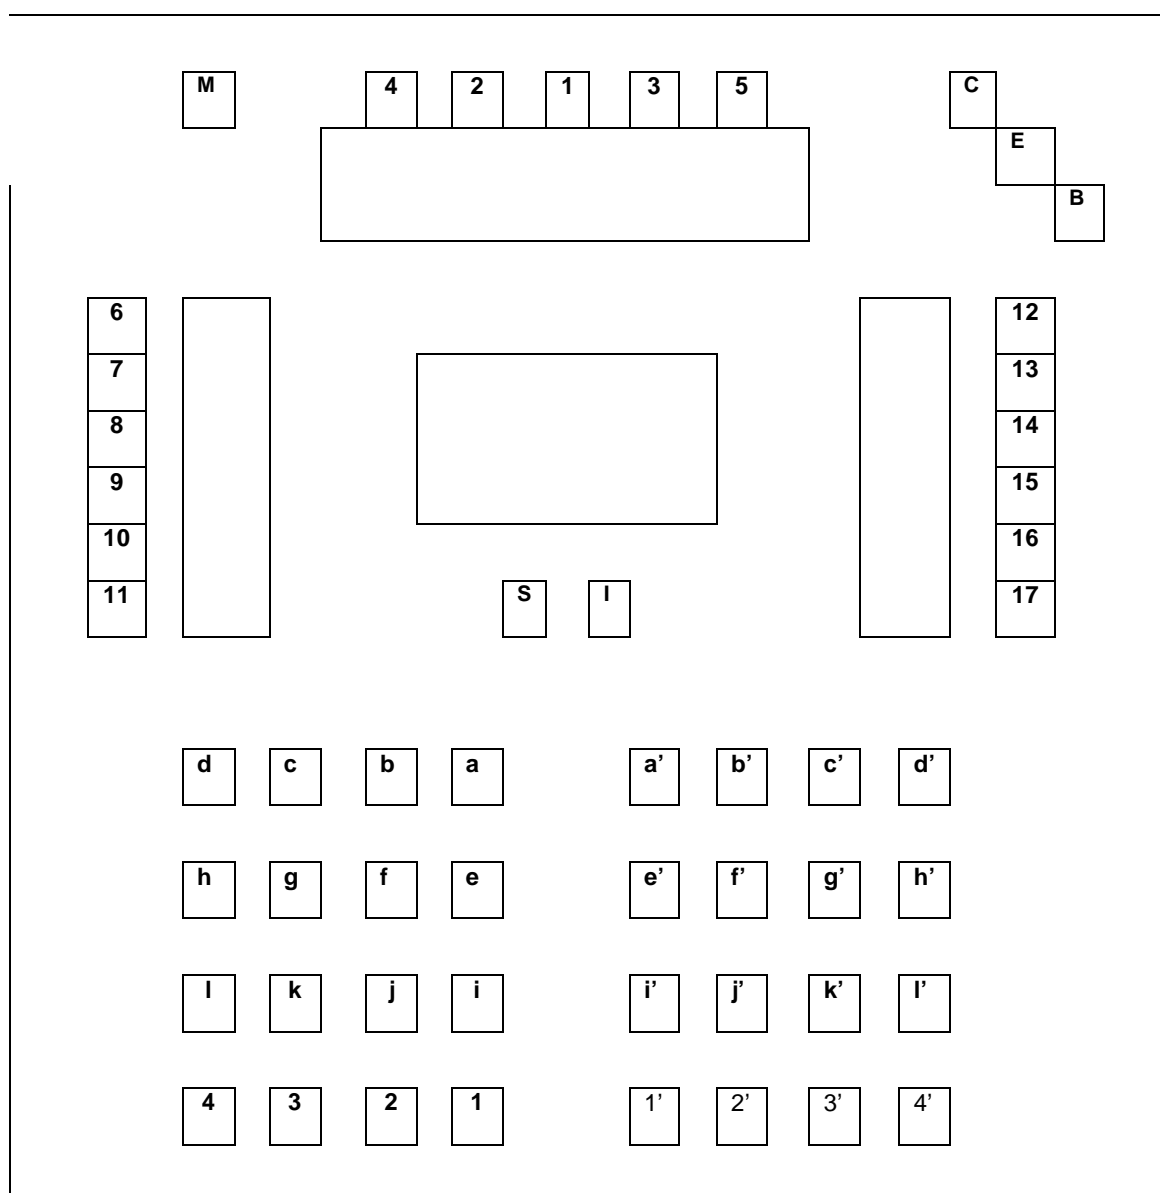 M 4 2 1 3 5 C
E
B
6 12
7 13
8 14
9 15
10 16
11 S I 17
d c b a a’ b’ c’ d’
h g f e e’ f’ g’ h’
l k j i i’ j’ k’ l’
4 3 2 1 1’ 2’ 3’ 4’